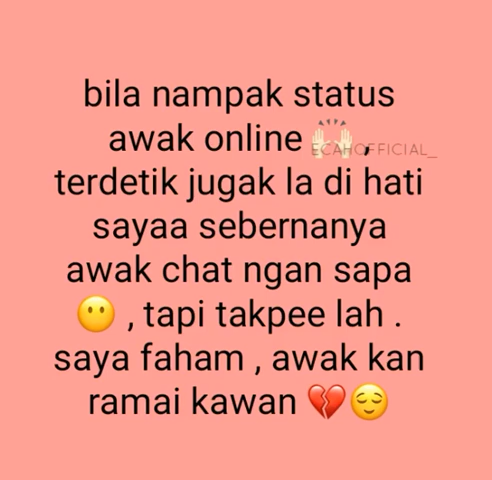 bila nampak status
awak online 🙌🏻 ,
ECAHOFFICIAL_
terdetik jugak la di hati
sayaa sebernanya
awak chat ngan sapa
😶 , tapi takpee lah .
saya faham , awak kan
ramai kawan 💔😌